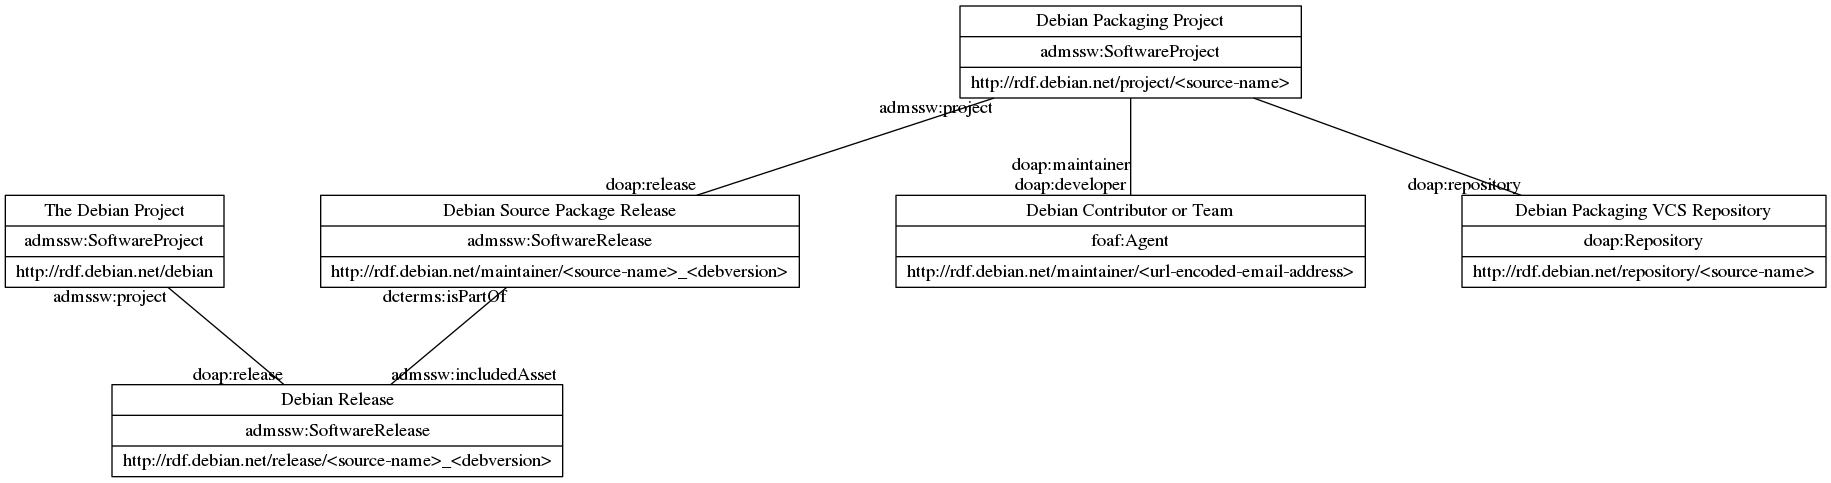 Debian Packaging Project
admssw:SoftwareProject
http://rdf.debian.net/project/<source-name>
admssw:project
doap:maintainer
doap:release
doap:developer
doap:repository
The Debian Project
admssw:SoftwareProject
http://rdf.debian.net/debian
Debian Source Package Release
admssw:SoftwareRelease
http://rdf.debian.net/maintainer/<source-name>_<debversion>
Debian Contributor or Team
foaf:Agent
http://rdf.debian.net/maintainer/<url-encoded-email-address>
Debian Packaging VCS Repository
doap:Repository
http://rdf.debian.net/repository/<source-name>
admssw:project
dcterms:isPartOf
doap:release
admssw:includedAsset
Debian Release
admssw:SoftwareRelease
http://rdf.debian.net/release/<source-name>_<debversion>